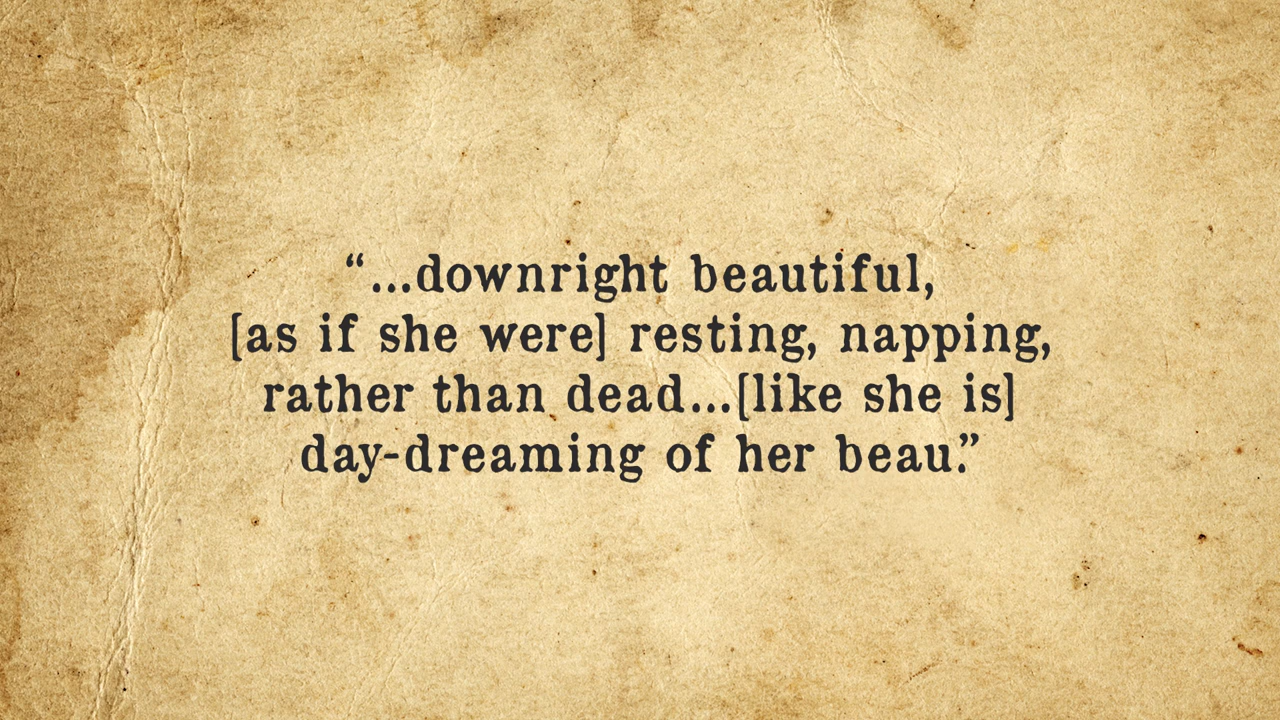 “...downright beautiful,
[as if she were] resting, napping,
rather than dead...[like she is]
day-dreaming of her beau.”